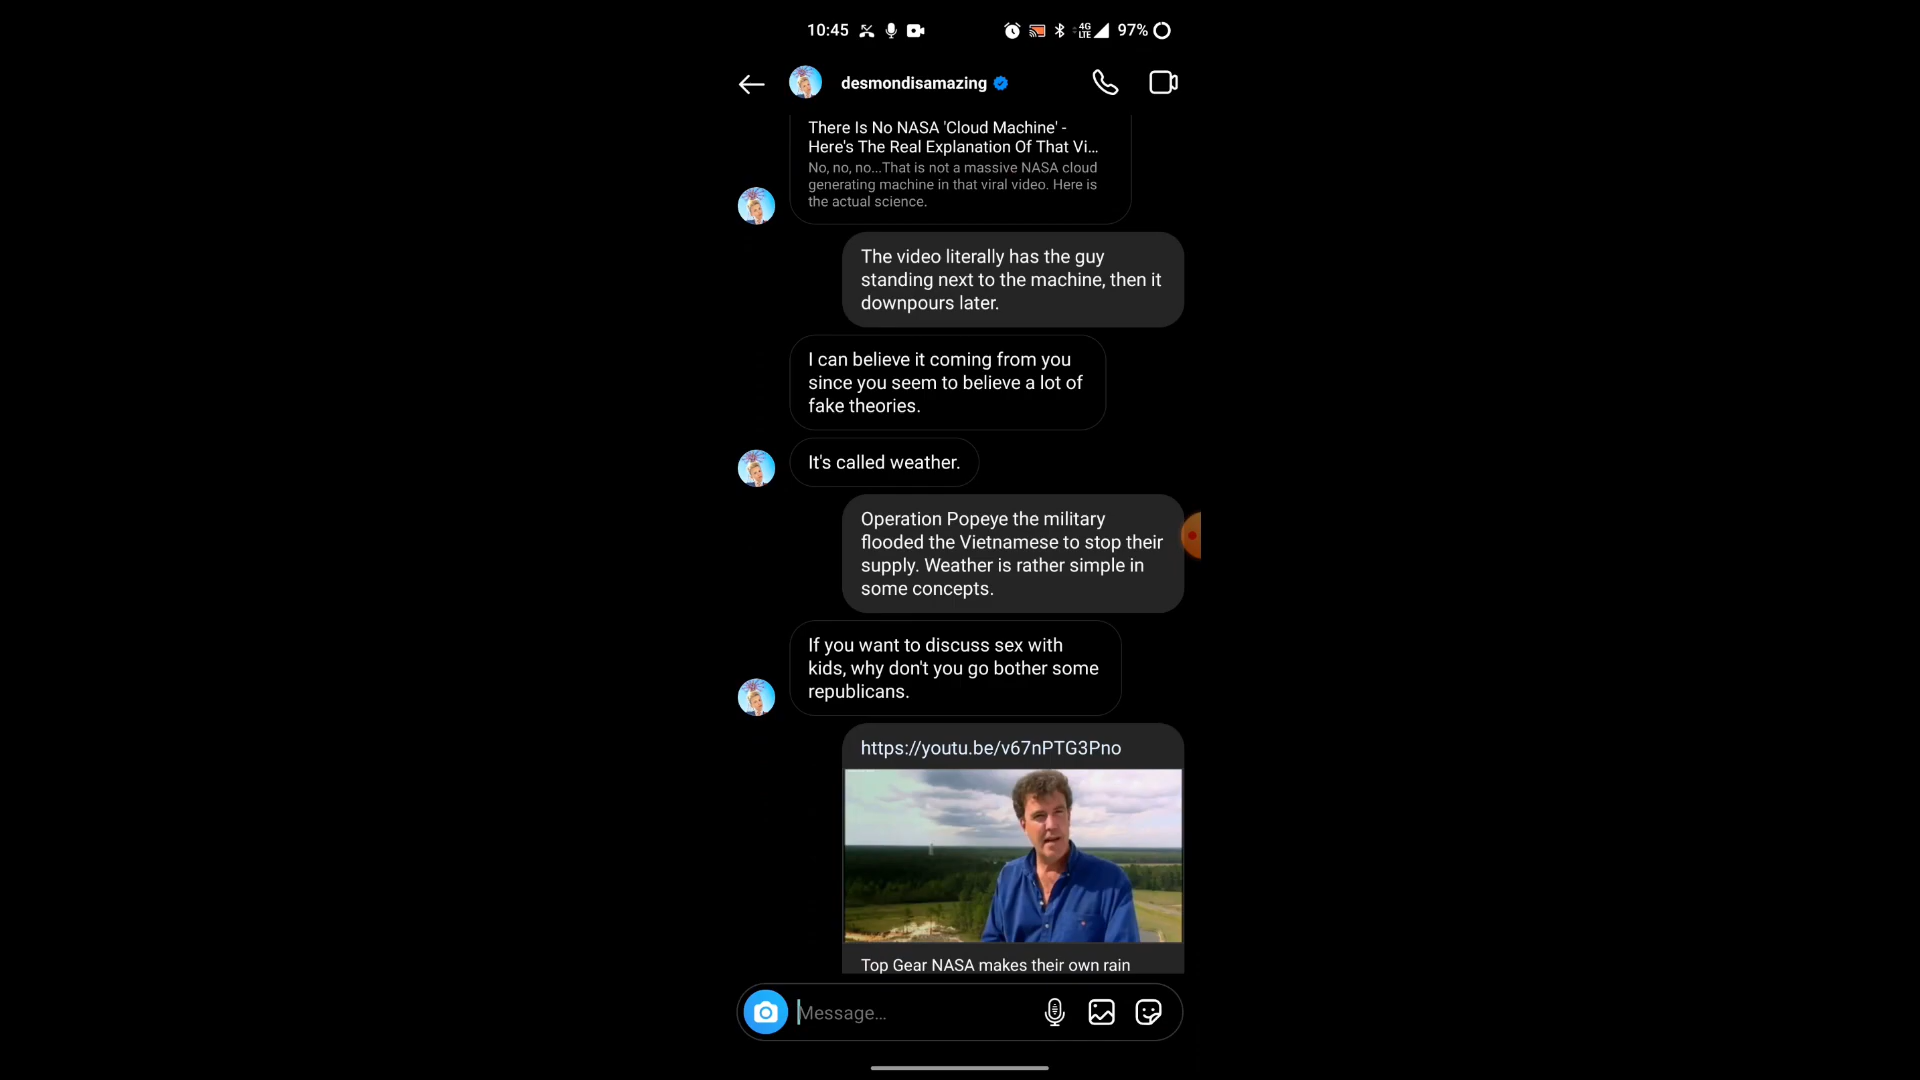 10:45
4G
LTE
97%
desmondisamazing
There Is No NASA 'Cloud Machine' -
Here's The Real Explanation Of That Vi...
No, no, no...That is not a massive NASA cloud
generating machine in that viral video. Here is
the actual science.
The video literally has the guy
standing next to the machine, then it
downpours later.
I can believe it coming from you
since you seem to believe a lot of
fake theories.
It's called weather.
Operation Popeye the military
flooded the Vietnamese to stop their
supply. Weather is rather simple in
some concepts.
If you want to discuss sex with
kids, why don't you go bother some
republicans.
https://youtu.be/v67nPTG3Pno
Top Gear NASA makes their own rain
Message...